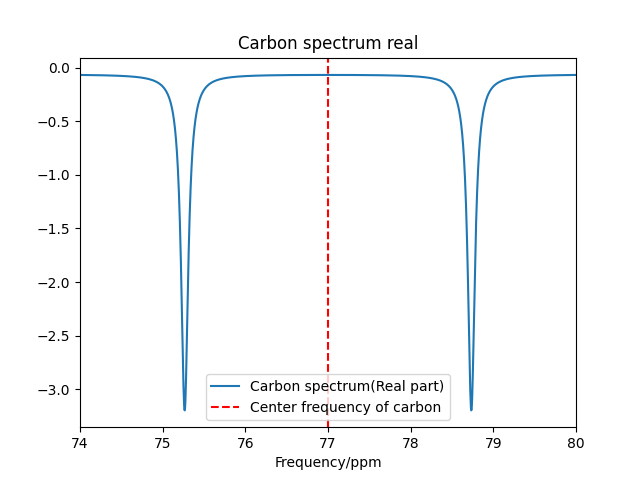 Carbon spectrum real
0.0
−0.5
−1.0
−1.5
−2.0
−2.5
−3.0
Carbon spectrum(Real part)
Center frequency of carbon
74 75 76 77 78 79 80
Frequency/ppm